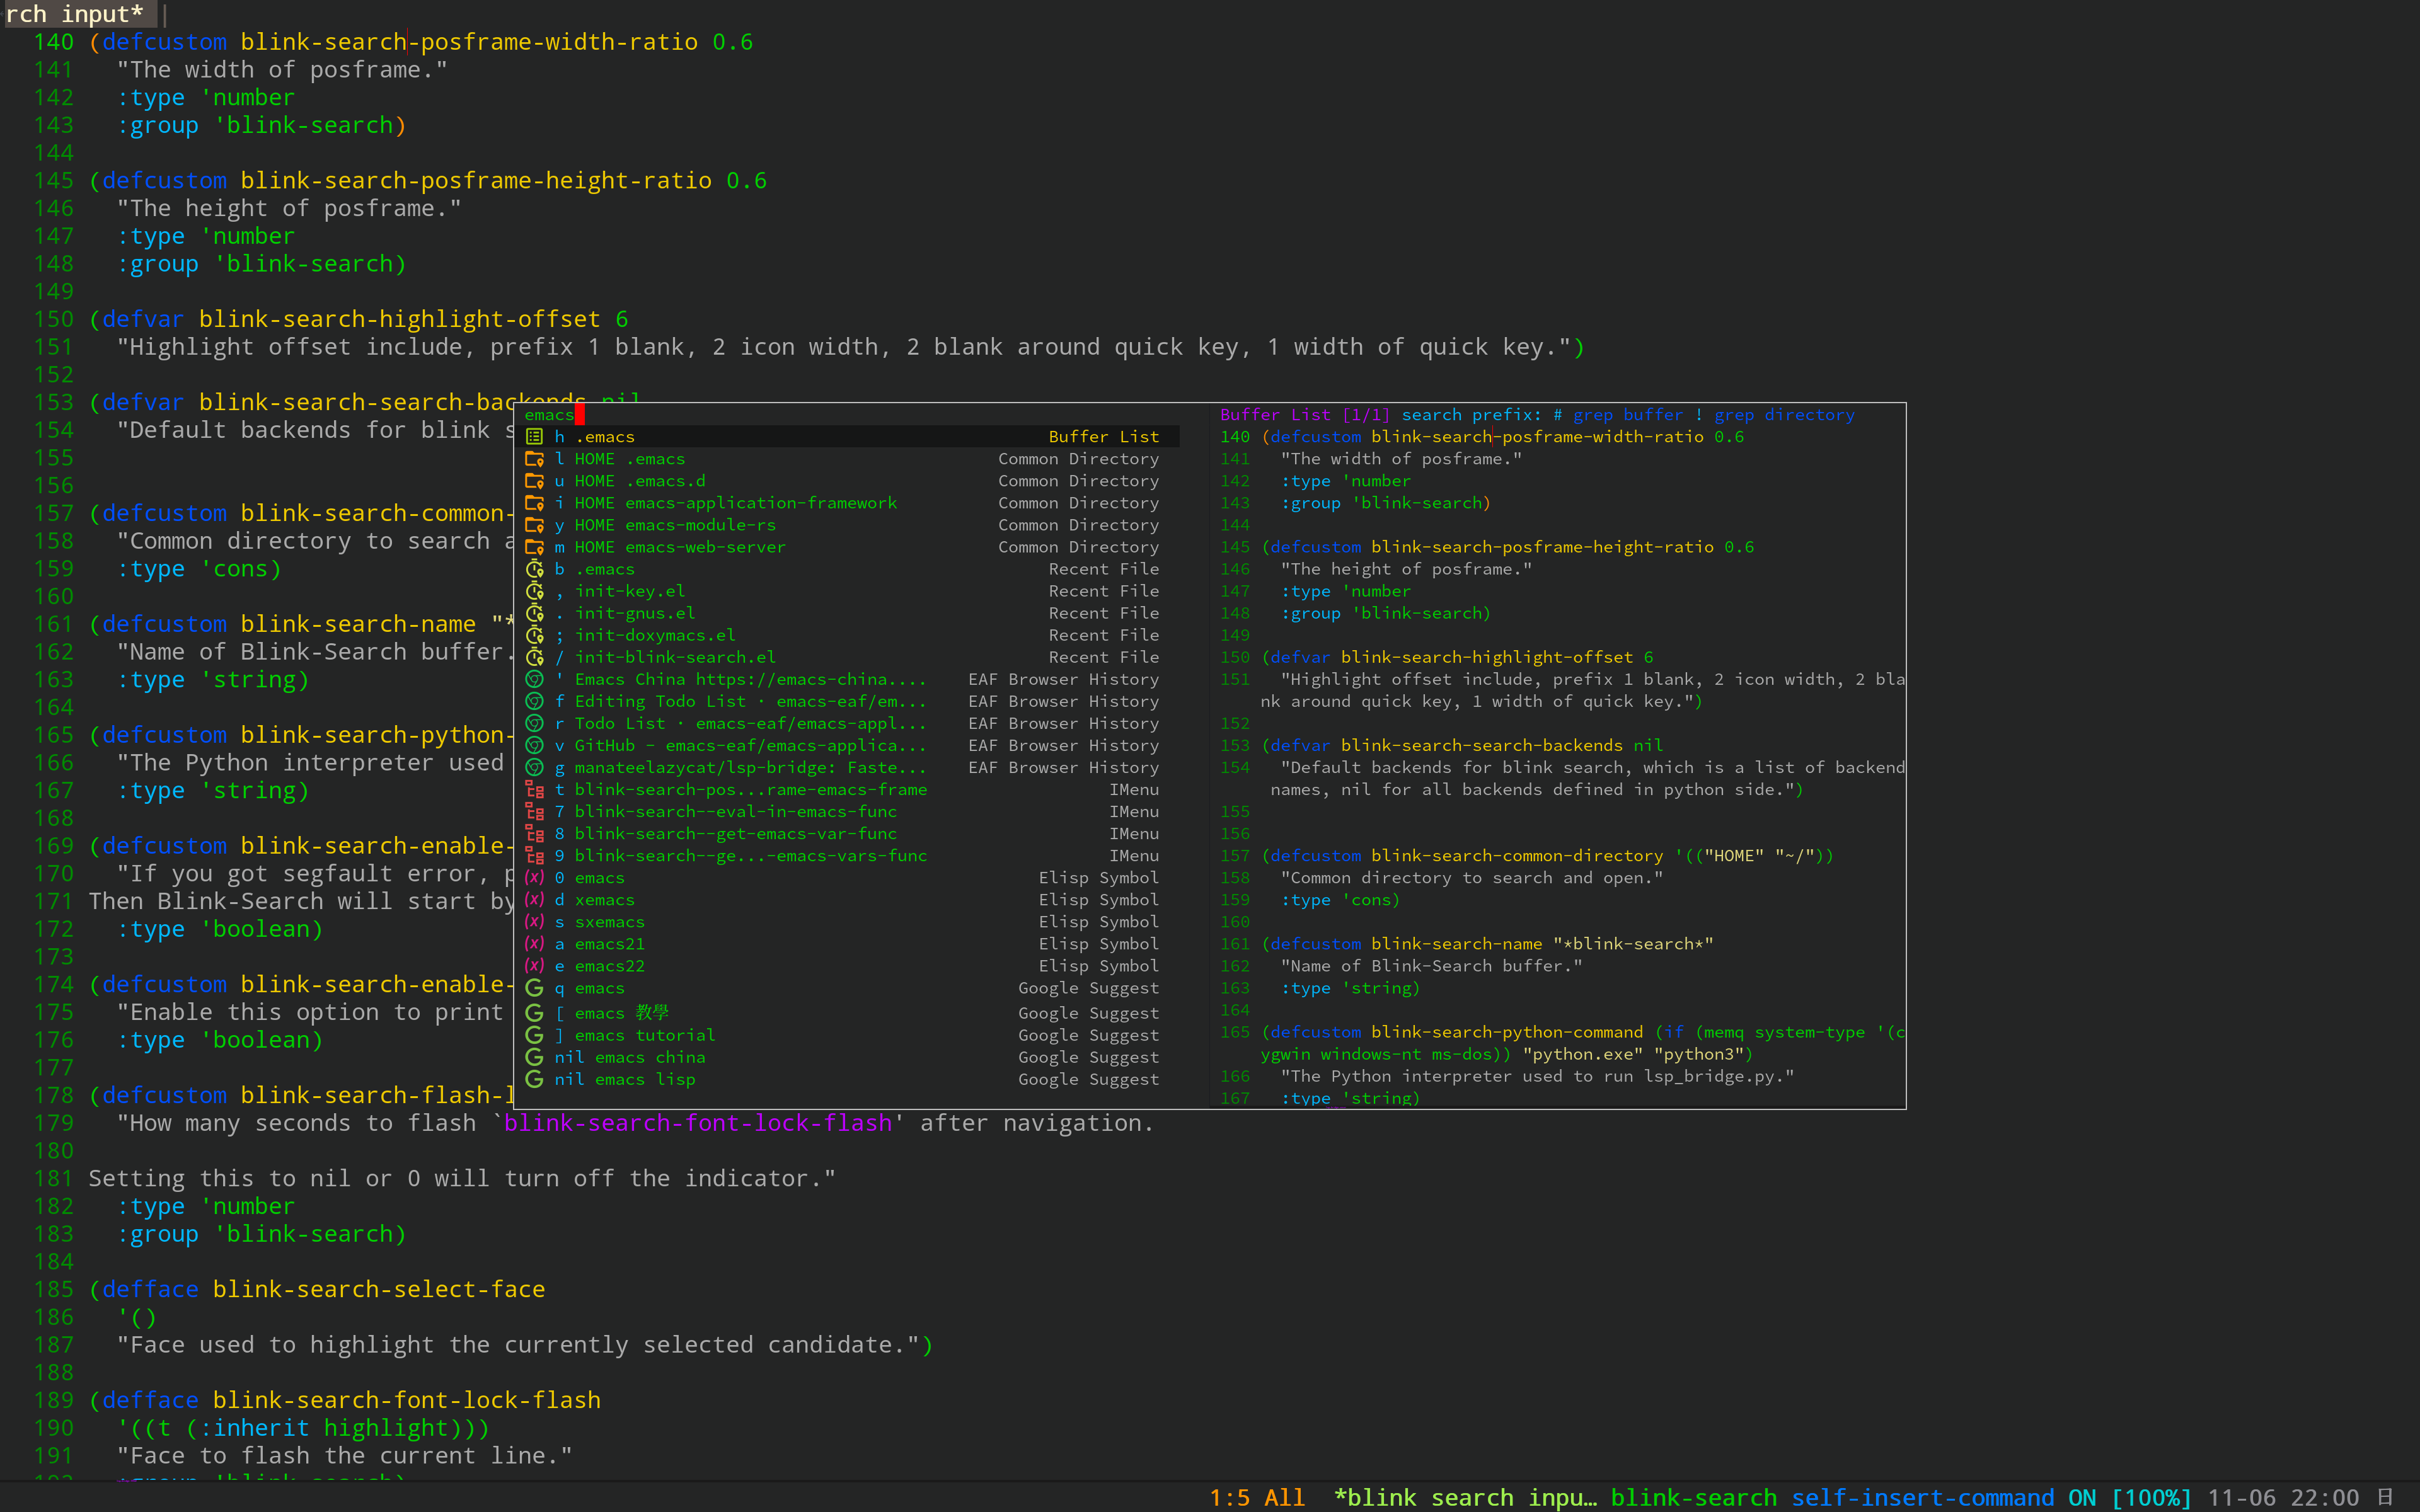 rch input*
140 (defcustom blink-search-posframe-width-ratio 0.6
141 "The width of posframe."
142 :type 'number
143 :group 'blink-search)
144
145 (defcustom blink-search-posframe-height-ratio 0.6
146 "The height of posframe."
147 :type 'number
148 :group 'blink-search)
149
150 (defvar blink-search-highlight-offset 6
151 "Highlight offset include, prefix 1 blank, 2 icon width, 2 blank around quick key, 1 width of quick key.")
152
153 (defvar blink-search-search-backends nil
154 "Default backends for blink s
155
156
157 (defcustom blink-search-common-
158 "Common directory to search a
159 :type 'cons)
160
161 (defcustom blink-search-name "*
162 "Name of Blink-Search buffer.
163 :type 'string)
164
165 (defcustom blink-search-python-
166 "The Python interpreter used
167 :type 'string)
168
169 (defcustom blink-search-enable-
170 "If you got segfault error, p
171 Then Blink-Search will start by
172 :type 'boolean)
173
174 (defcustom blink-search-enable-
175 "Enable this option to print
176 :type 'boolean)
177
178 (defcustom blink-search-flash-l
179 "How many seconds to flash `blink-search-font-lock-flash' after navigation.
180
181 Setting this to nil or 0 will turn off the indicator."
182 :type 'number
183 :group 'blink-search)
184
185 (defface blink-search-select-face
186 '()
187 "Face used to highlight the currently selected candidate.")
188
189 (defface blink-search-font-lock-flash
190 '((t (:inherit highlight)))
191 "Face to flash the current line."
192 :group 'blink-search)
emacs
h .emacs Buffer List
l HOME .emacs Common Directory
u HOME .emacs.d Common Directory
i HOME emacs-application-framework Common Directory
y HOME emacs-module-rs Common Directory
m HOME emacs-web-server Common Directory
b .emacs Recent File
, init-key.el Recent File
. init-gnus.el Recent File
; init-doxymacs.el Recent File
/ init-blink-search.el Recent File
' Emacs China https://emacs-china.... EAF Browser History
f Editing Todo List · emacs-eaf/em... EAF Browser History
r Todo List · emacs-eaf/emacs-appl... EAF Browser History
v GitHub - emacs-eaf/emacs-applica... EAF Browser History
g manateelazycat/lsp-bridge: Faste... EAF Browser History
t blink-search-pos...rame-emacs-frame IMenu
7 blink-search--eval-in-emacs-func IMenu
8 blink-search--get-emacs-var-func IMenu
9 blink-search--ge...-emacs-vars-func IMenu
(x) 0 emacs Elisp Symbol
(x) d xemacs Elisp Symbol
(x) s sxemacs Elisp Symbol
(x) a emacs21 Elisp Symbol
(x) e emacs22 Elisp Symbol
G q emacs Google Suggest
G [ emacs 教學 Google Suggest
G ] emacs tutorial Google Suggest
G nil emacs china Google Suggest
G nil emacs lisp Google Suggest
Buffer List [1/1] search prefix: # grep buffer ! grep directory
140 (defcustom blink-search-posframe-width-ratio 0.6
141 "The width of posframe."
142 :type 'number
143 :group 'blink-search)
144
145 (defcustom blink-search-posframe-height-ratio 0.6
146 "The height of posframe."
147 :type 'number
148 :group 'blink-search)
149
150 (defvar blink-search-highlight-offset 6
151 "Highlight offset include, prefix 1 blank, 2 icon width, 2 bla
nk around quick key, 1 width of quick key.")
152
153 (defvar blink-search-search-backends nil
154 "Default backends for blink search, which is a list of backend
names, nil for all backends defined in python side.")
155
156
157 (defcustom blink-search-common-directory '(("HOME" "~/"))
158 "Common directory to search and open."
159 :type 'cons)
160
161 (defcustom blink-search-name "*blink-search*"
162 "Name of Blink-Search buffer."
163 :type 'string)
164
165 (defcustom blink-search-python-command (if (memq system-type '(c
ygwin windows-nt ms-dos)) "python.exe" "python3")
166 "The Python interpreter used to run lsp_bridge.py."
167 :type 'string)
1:5 All *blink search inpu… blink-search self-insert-command ON [100%] 11-06 22:00 日